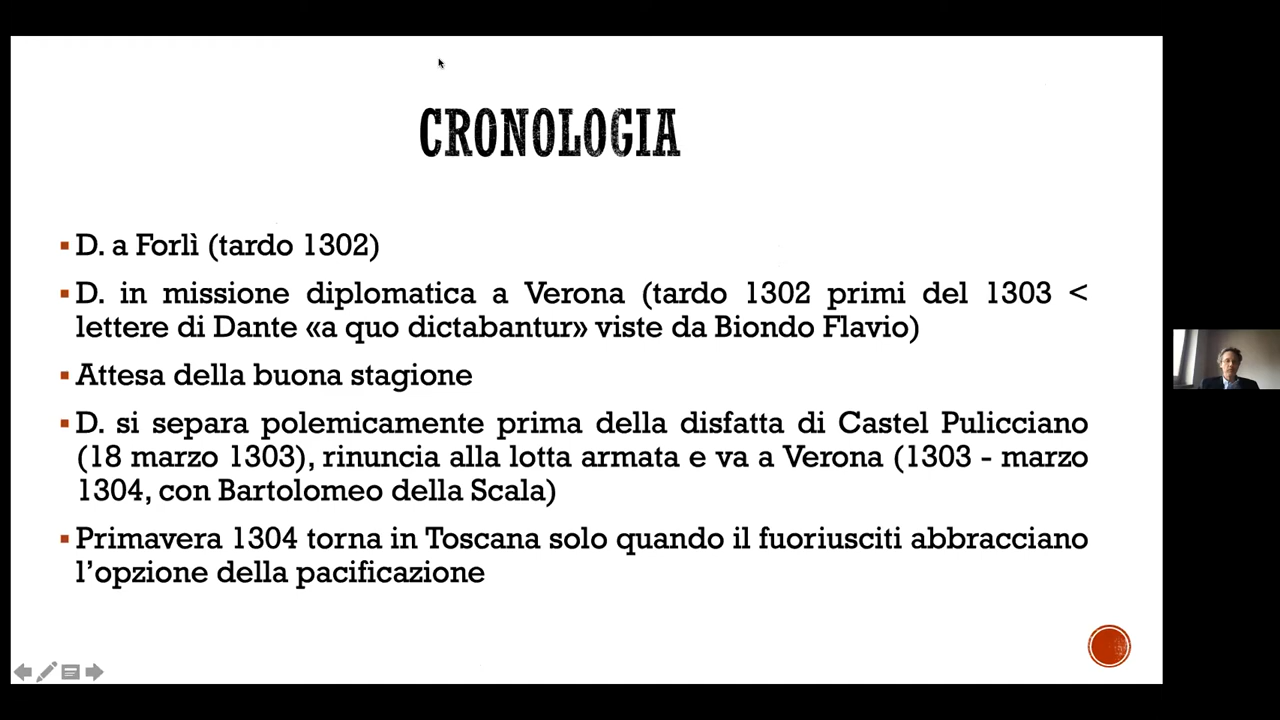 CRONOLOGIA
D. a Forlì (tardo 1302)
D. in missione diplomatica a Verona (tardo 1302 primi del 1303 <
lettere di Dante «a quo dictabantur» viste da Biondo Flavio)
Attesa della buona stagione
D. si separa polemicamente prima della disfatta di Castel Pulicciano
(18 marzo 1303), rinuncia alla lotta armata e va a Verona (1303 - marzo
1304, con Bartolomeo della Scala)
Primavera 1304 torna in Toscana solo quando il fuoriusciti abbracciano
l’opzione della pacificazione